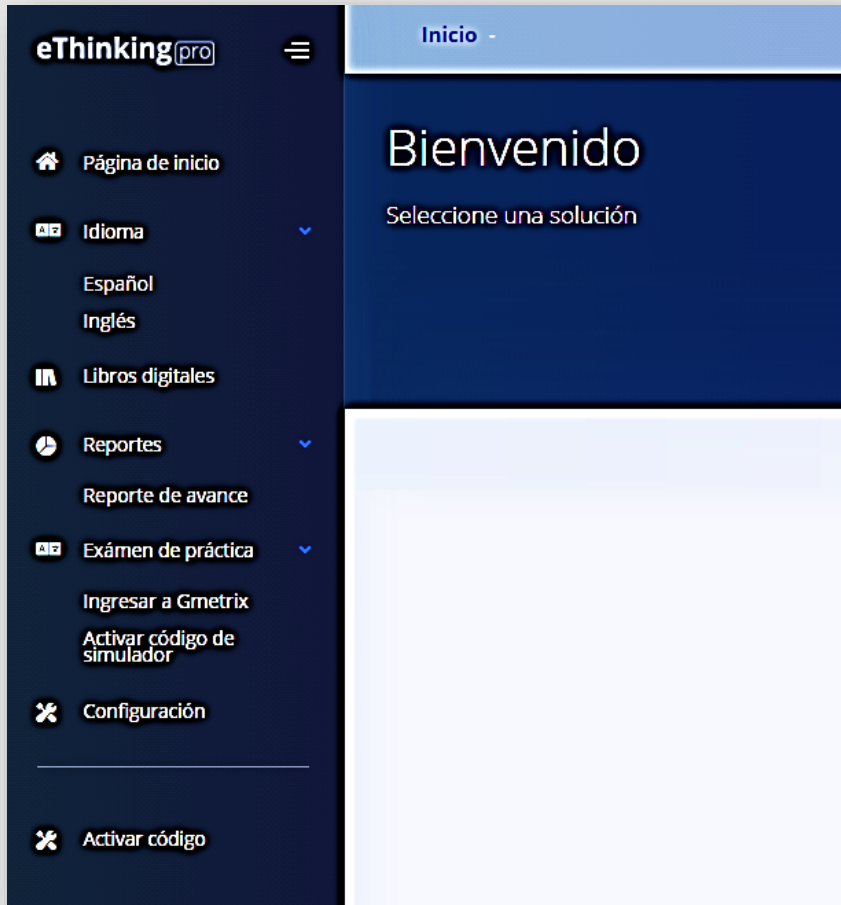 eThinking pro
Página de inicio
Idioma
Español
Inglés
Libros digitales
Reportes
Reporte de avance
Exámen de práctica
Ingresar a Gmetrix
Activar código de
simulador
Configuración
Activar código
Inicio -
Bienvenido
Seleccione una solución